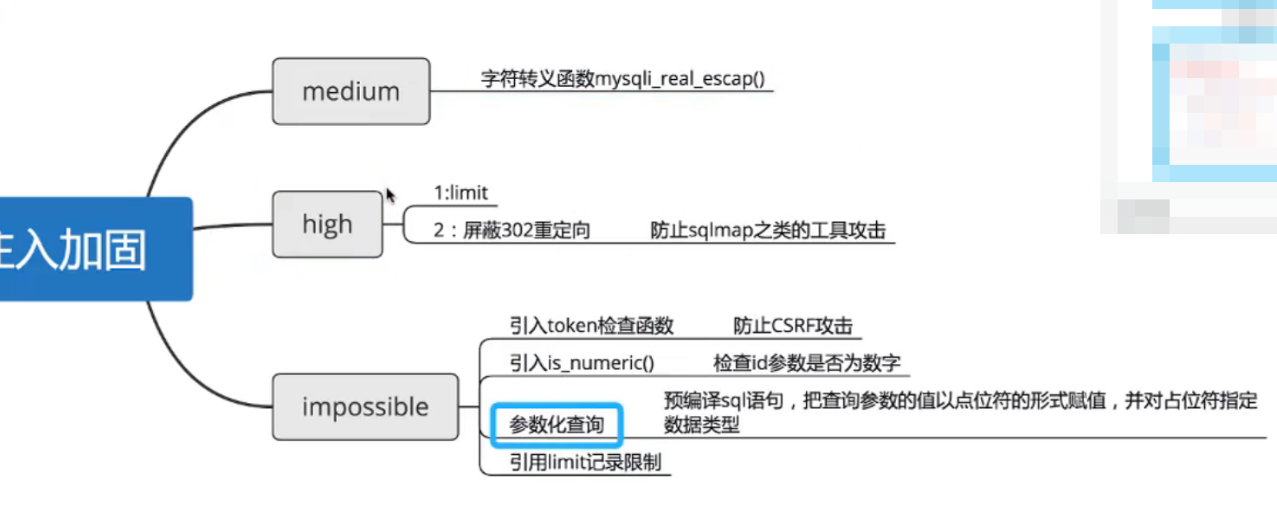 注入加固
medium
字符转义函数mysqli_real_escap()
high
1:limit
2：屏蔽302重定向 防止sqlmap之类的工具攻击
impossible
引入token检查函数 防止CSRF攻击
引入is_numeric() 检查id参数是否为数字
参数化查询
预编译sql语句，把查询参数的值以点位符的形式赋值，并对占位符指定
数据类型
引用limit记录限制